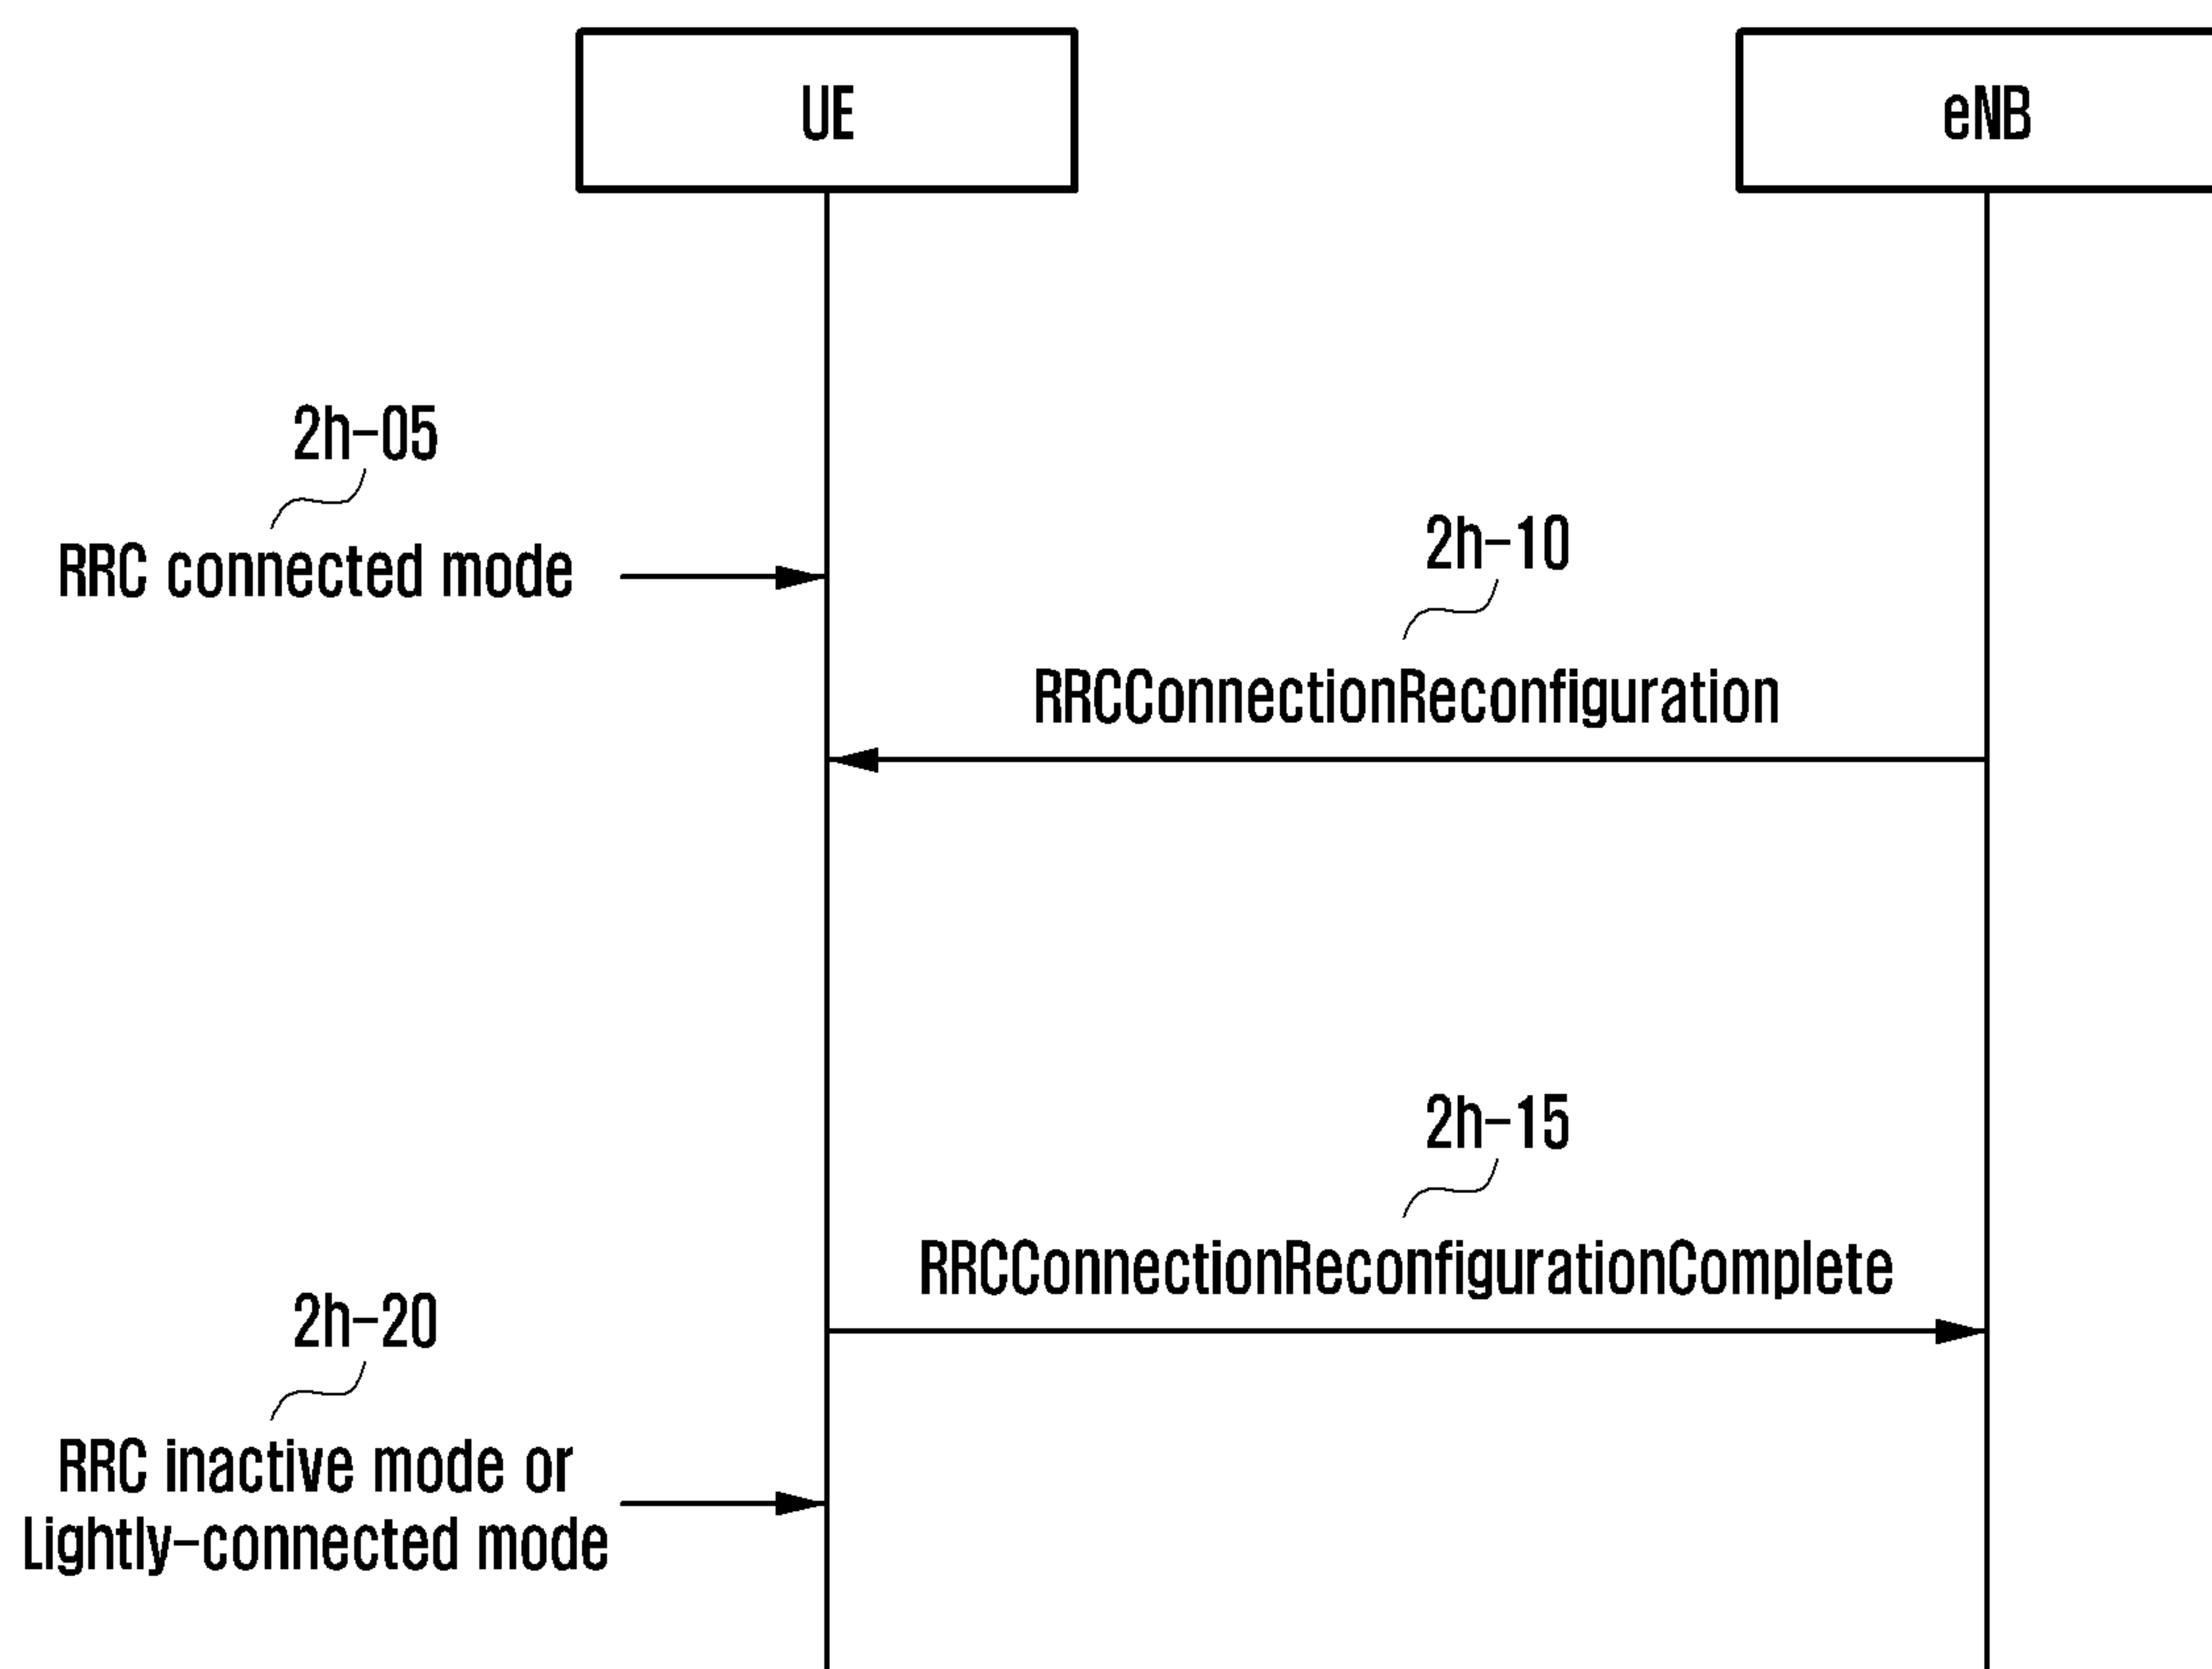 UE
eNB
2h-05
RRC connected mode
2h-10
RRCConnectionReconfiguration
2h-15
RRCConnectionReconfigurationComplete
2h-20
RRC inactive mode or
Lightly-connected mode